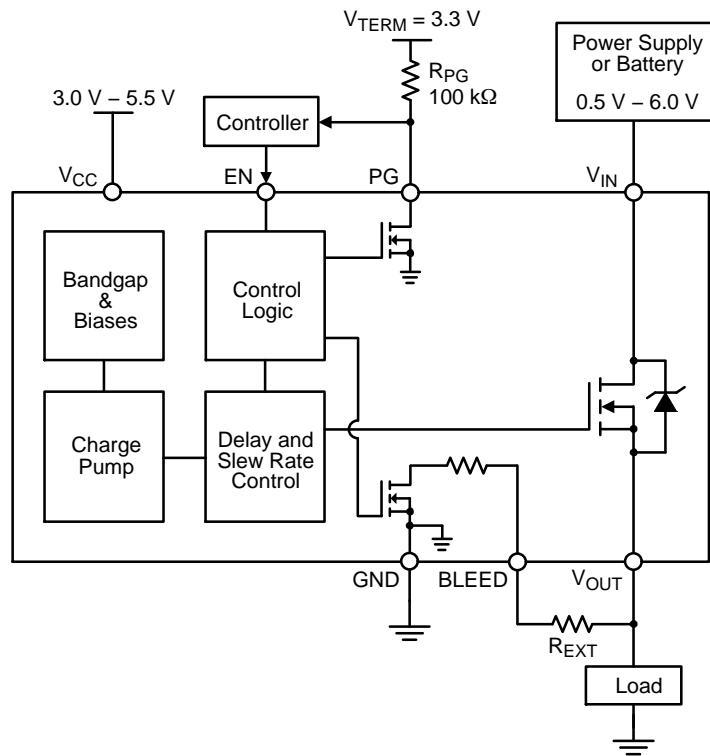 V_TERM = 3.3 V
Power Supply
or Battery
0.5 V – 6.0 V
R_PG
100 kΩ
3.0 V – 5.5 V
Controller
V_CC
EN
PG
V_IN
Bandgap
&
Biases
Control
Logic
Charge
Pump
Delay and
Slew Rate
Control
GND
BLEED
V_OUT
R_EXT
Load